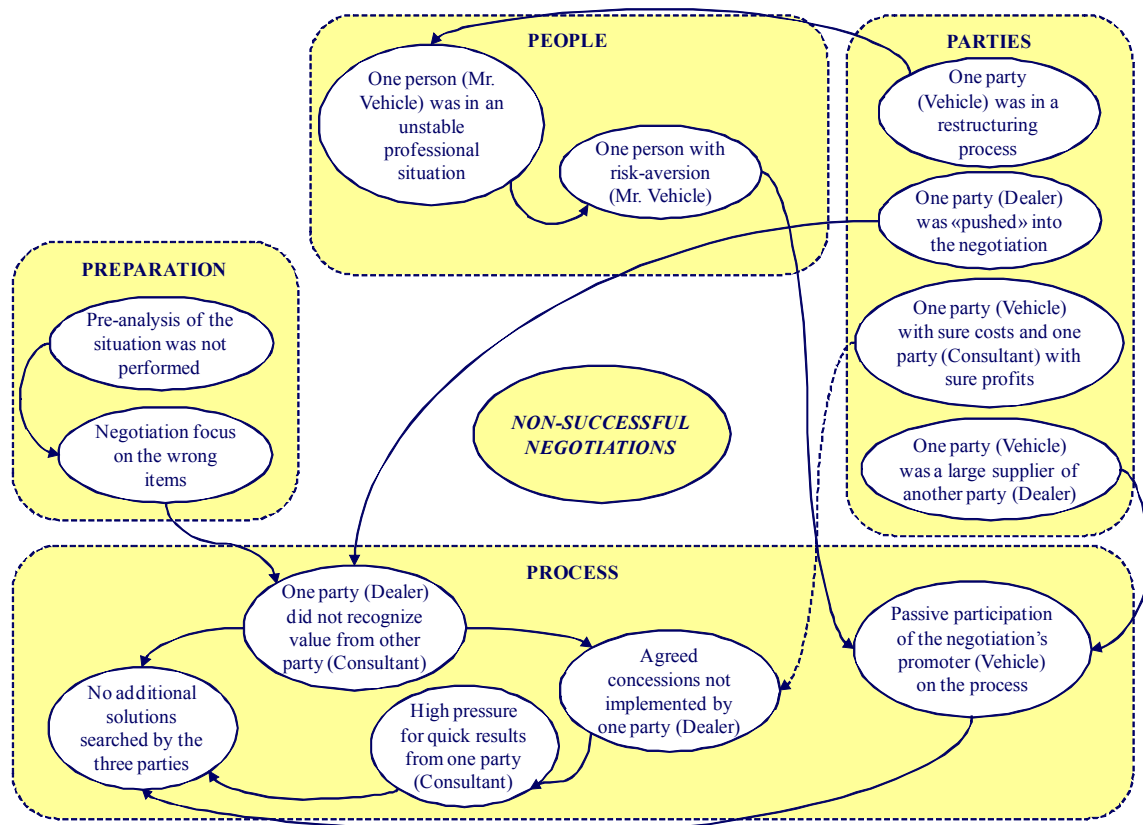 PEOPLE
One person (Mr.
Vehicle) was in an
unstable
professional
situation
One person with
risk-aversion
(Mr. Vehicle)
PARTIES
One party
(Vehicle) was in a
restructuring
process
One party (Dealer)
was «pushed» into
the negotiation
One party (Vehicle)
with sure costs and one
party (Consultant) with
sure profits
One party (Vehicle)
was a large supplier of
another party (Dealer)
PREPARATION
Pre-analysis of the
situation was not
performed
Negotiation focus
on the wrong
items
NON-SUCCESSFUL
NEGOTIATIONS
PROCESS
One party (Dealer)
did not recognize
value from other
party (Consultant)
No additional
solutions
searched by the
three parties
High pressure
for quick results
from one party
(Consultant)
Agreed
concessions not
implemented by
one party (Dealer)
Passive participation
of the negotiation’s
promoter (Vehicle)
on the process